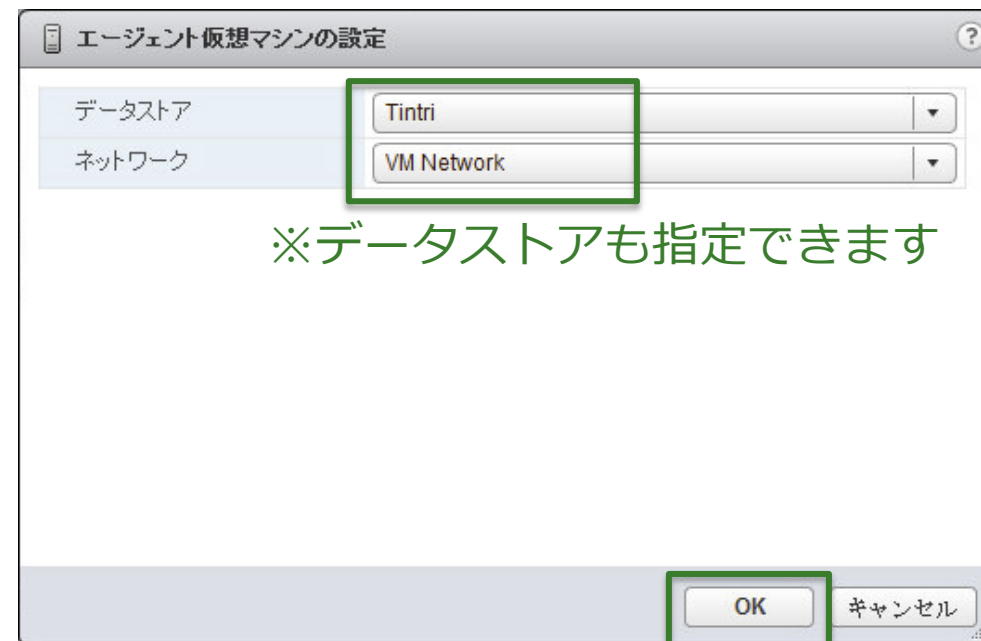 エージェント仮想マシンの設定 ?
データストア Tintri
ネットワーク VM Network
※データストアも指定できます
OK キャンセル